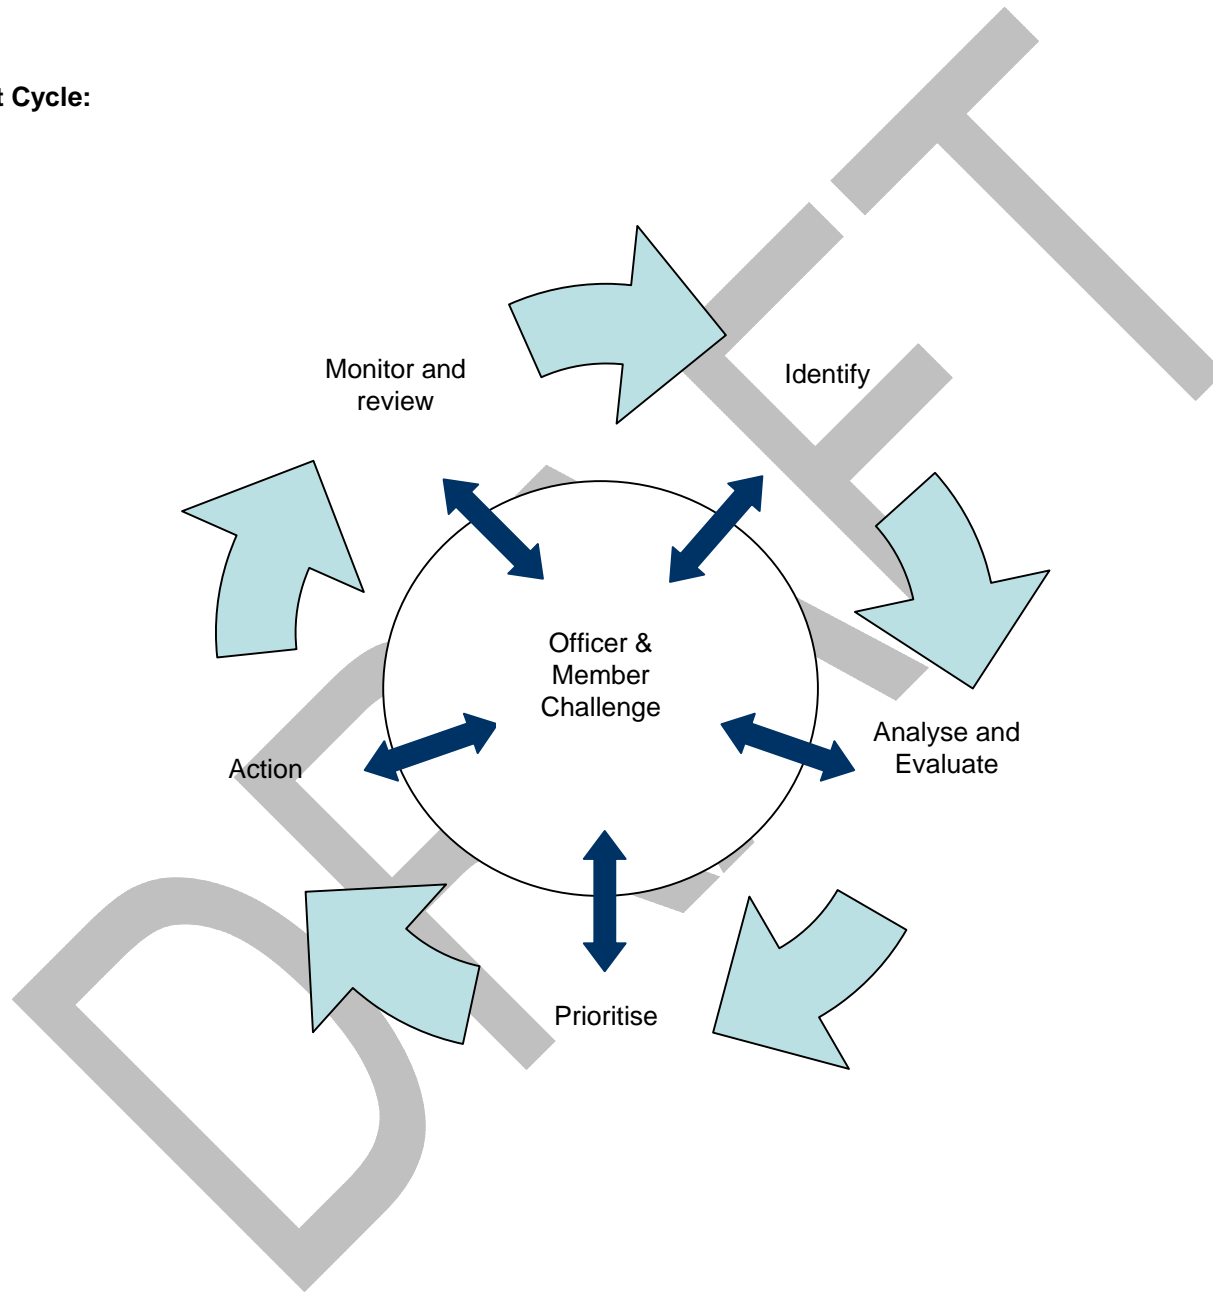 t Cycle:
Monitor and
review
Identify
Officer &
Member
Challenge
Analyse and
Evaluate
Action
Prioritise
DRAFT